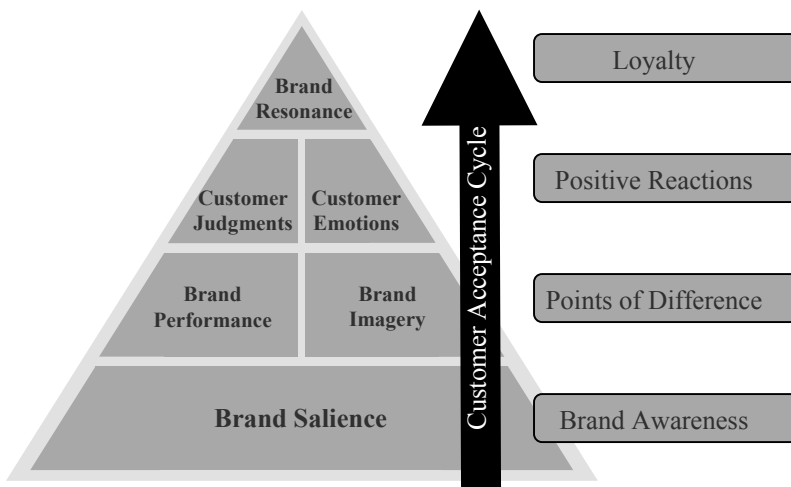 Brand
Resonance
Loyalty
Customer
Judgments
Customer
Emotions
Positive Reactions
Brand
Performance
Brand
Imagery
Points of Difference
Brand Salience
Brand Awareness
Customer Acceptance Cycle